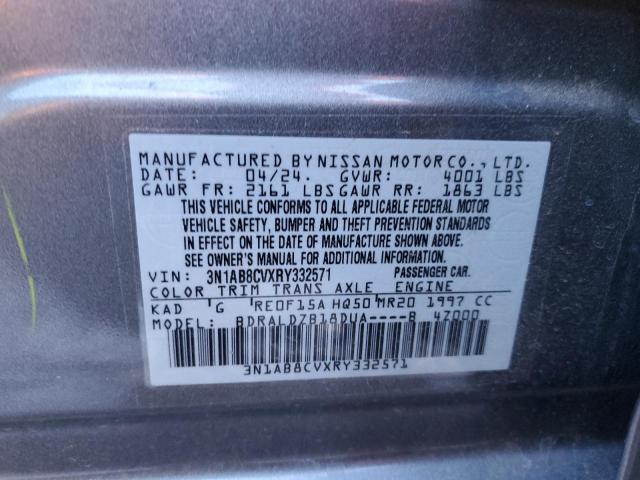 MANUFACTURED BY NISSAN MOTOR CO., LTD.
DATE: 04/24. GVWR: 4001 LBS
GAWR FR: 2161 LBS GAWR RR: 1863 LBS
THIS VEHICLE CONFORMS TO ALL APPLICABLE FEDERAL MOTOR
VEHICLE SAFETY, BUMPER AND THEFT PREVENTION STANDARDS
IN EFFECT ON THE DATE OF MANUFACTURE SHOWN ABOVE.
SEE OWNER'S MANUAL FOR ADDITIONAL INFORMATION.
VIN: 3N1AB8CVXRY332571 PASSENGER CAR.
COLOR TRIM TRANS AXLE ENGINE
KAD G RE0F15A HQ50 MR20 1997 CC
MODEL: BDRALDZB18DUA----B 4Z000
3N1AB8CVXRY332571